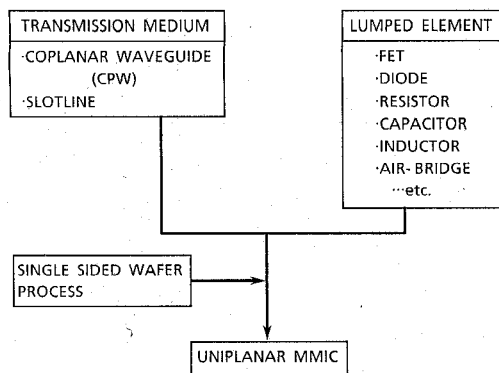 TRANSMISSION MEDIUM
·COPLANAR WAVEGUIDE
(CPW)
·SLOTLINE
LUMPED ELEMENT
·FET
·DIODE
·RESISTOR
·CAPACITOR
·INDUCTOR
·AIR-BRIDGE
···etc.
SINGLE SIDED WAFER
PROCESS
UNIPLANAR MMIC